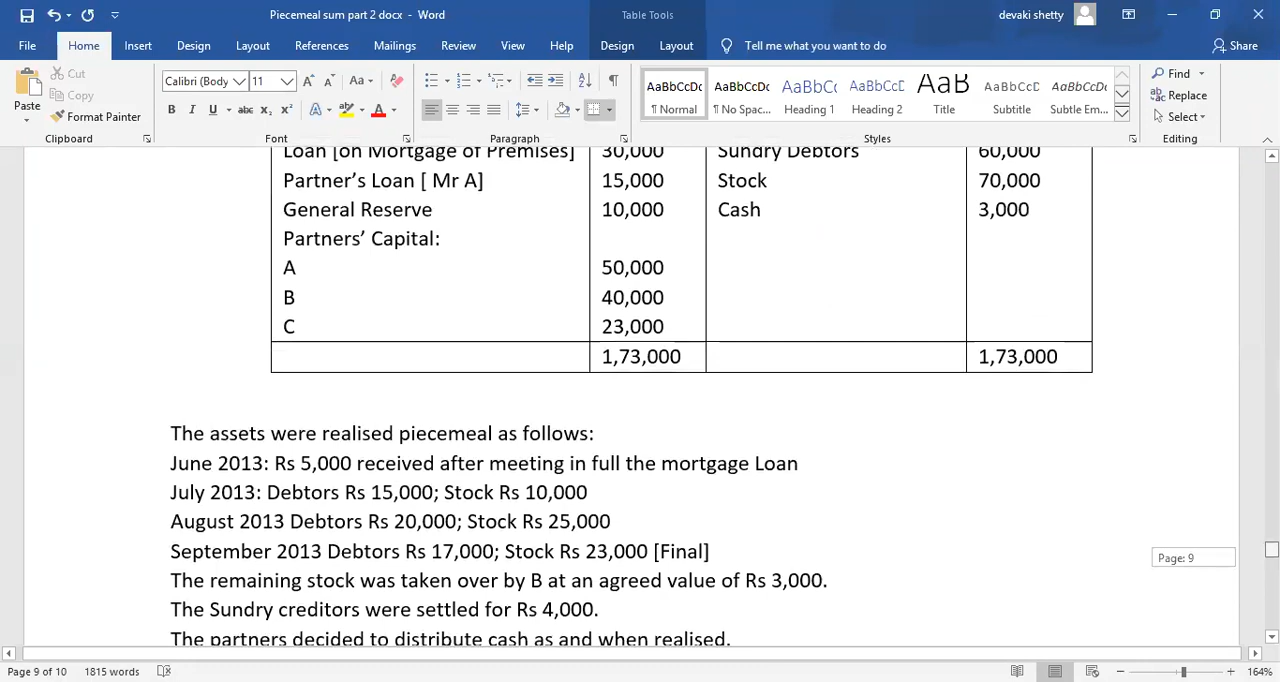 Piecemeal sum part 2 docx - Word
Table Tools
devaki shetty
File Home Insert Design Layout References Mailings Review View Help Design Layout Tell me what you want to do Share
Paste
Cut
Copy
Format Painter
Clipboard
Calibri (Body 11
Font
Paragraph
AaBbCcDc AaBbCcDc AaBbCc AaBbCcD AaB AaBbCcD AaBbCcDc
¶ Normal ¶ No Spac... Heading 1 Heading 2 Title Subtitle Subtle Em...
Styles
Find
Replace
Select
Editing
Loan [on Mortgage of Premises] 30,000 Sundry Debtors 60,000
Partner’s Loan [ Mr A] 15,000 Stock 70,000
General Reserve 10,000 Cash 3,000
Partners’ Capital:
A 50,000
B 40,000
C 23,000
1,73,000 1,73,000
The assets were realised piecemeal as follows:
June 2013: Rs 5,000 received after meeting in full the mortgage Loan
July 2013: Debtors Rs 15,000; Stock Rs 10,000
August 2013 Debtors Rs 20,000; Stock Rs 25,000
September 2013 Debtors Rs 17,000; Stock Rs 23,000 [Final]
The remaining stock was taken over by B at an agreed value of Rs 3,000.
The Sundry creditors were settled for Rs 4,000.
The partners decided to distribute cash as and when realised.
Page: 9
Page 9 of 10 1815 words 164%